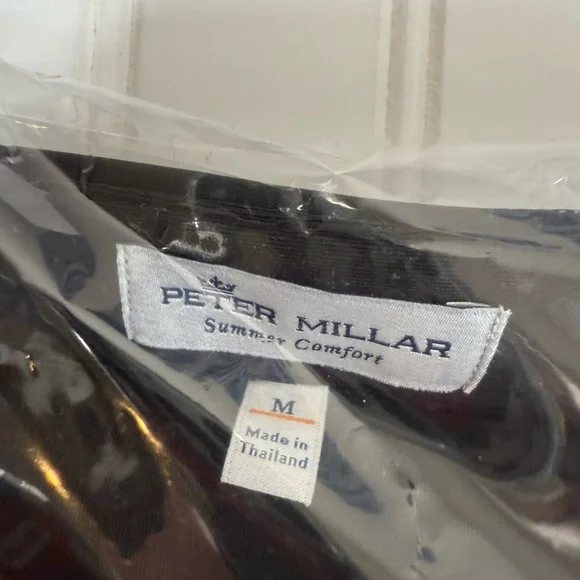 PETER MILLAR
Summer Comfort
M
Made in
Thailand